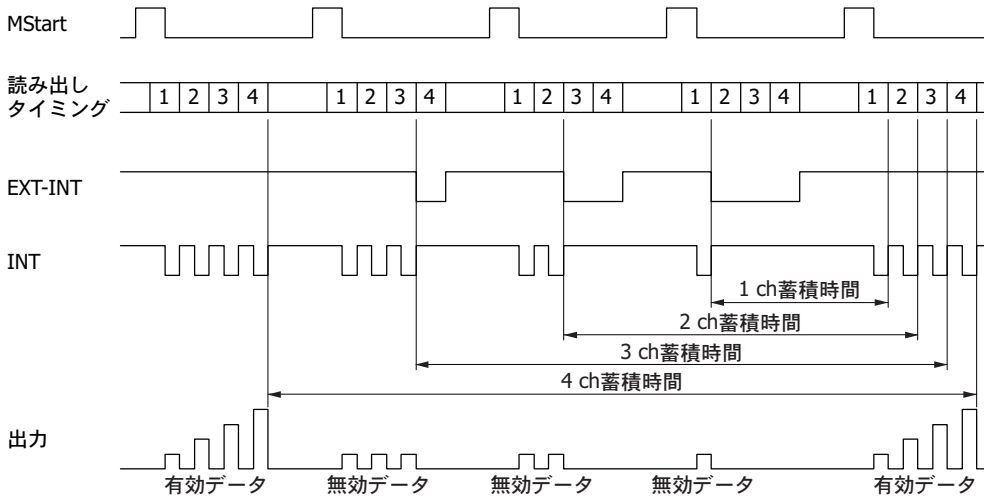 MStart
読み出し
タイミング
1 2 3 4 1 2 3 4 1 2 3 4 1 2 3 4 1 2 3 4
EXT-INT
INT
1 ch蓄積時間
2 ch蓄積時間
3 ch蓄積時間
4 ch蓄積時間
出力
有効データ 無効データ 無効データ 無効データ 有効データ